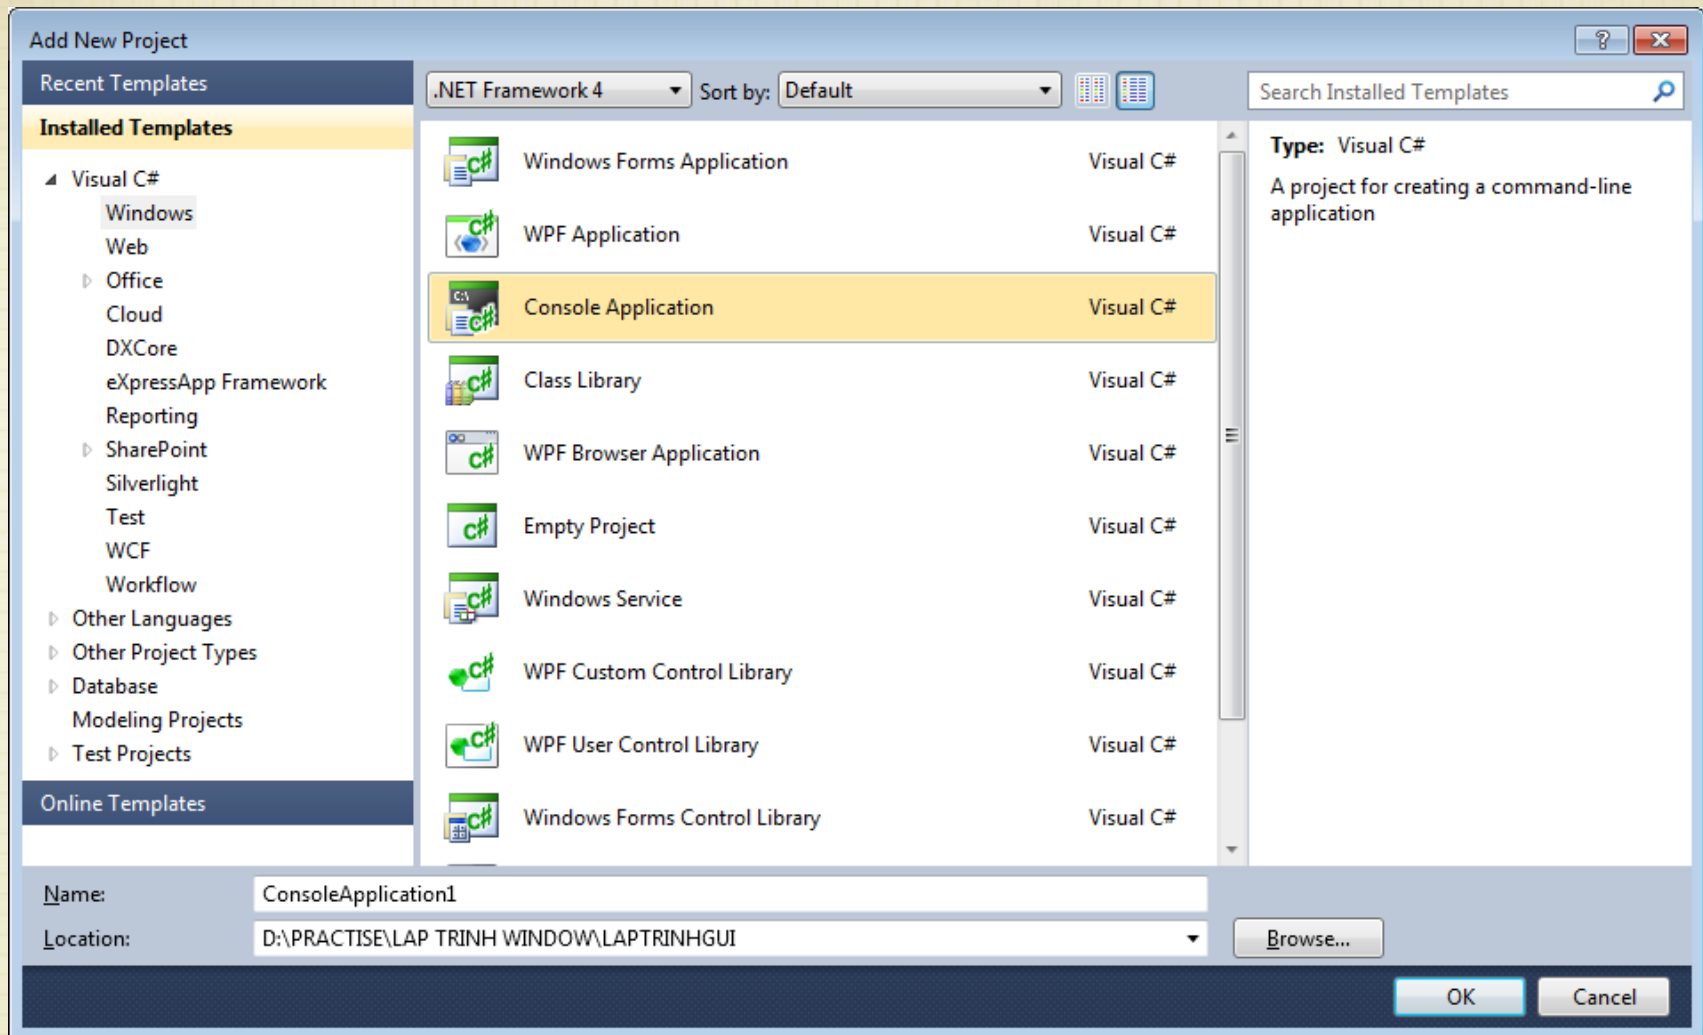 Add New Project
Recent Templates
Installed Templates
Visual C#
Windows
Web
Office
Cloud
DXCore
eXpressApp Framework
Reporting
SharePoint
Silverlight
Test
WCF
Workflow
Other Languages
Other Project Types
Database
Modeling Projects
Test Projects
Online Templates
.NET Framework 4 Sort by: Default
Windows Forms Application Visual C#
WPF Application Visual C#
Console Application Visual C#
Class Library Visual C#
WPF Browser Application Visual C#
Empty Project Visual C#
Windows Service Visual C#
WPF Custom Control Library Visual C#
WPF User Control Library Visual C#
Windows Forms Control Library Visual C#
Search Installed Templates
Type: Visual C#
A project for creating a command-line
application
Name: ConsoleApplication1
Location: D:\PRACTISE\LAP TRINH WINDOW\LAPTRINHGUI
Browse...
OK Cancel